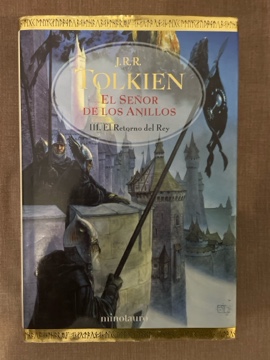 J.R.R.
TOLKIEN
EL SEÑOR
DE LOS ANILLOS
III. El Retorno del Rey
minotauro